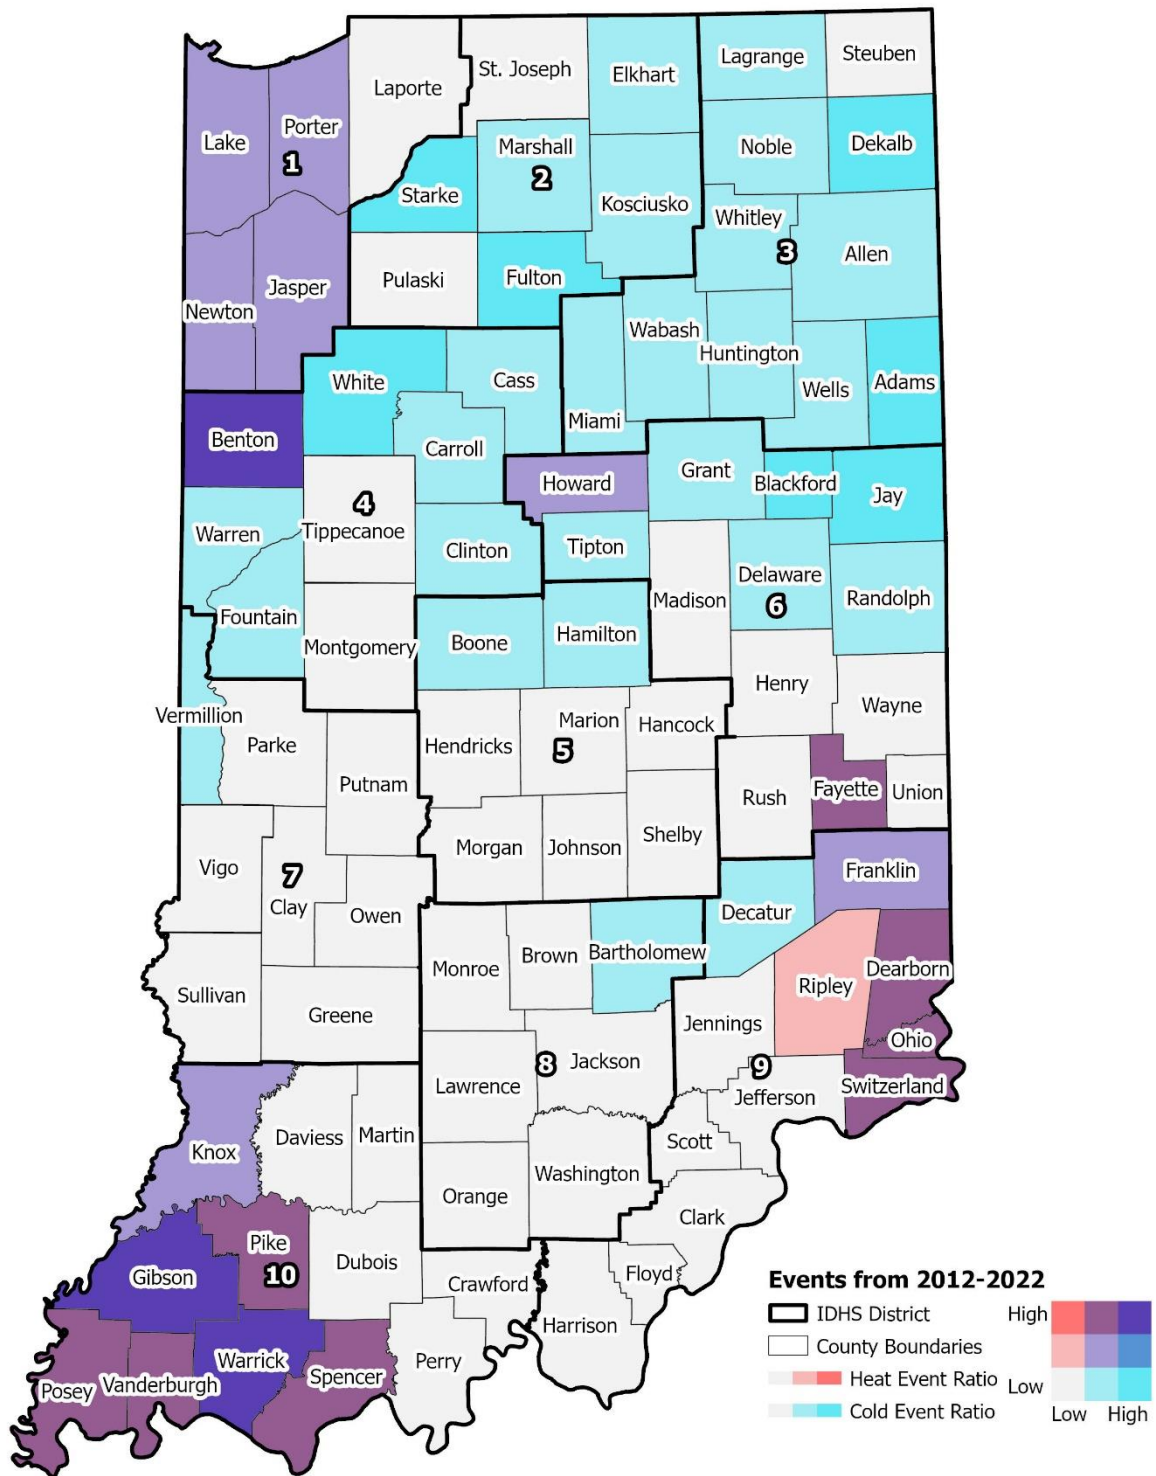 Lagrange
Steuben
St. Joseph
Elkhart
Laporte
Lake
Porter
1
Marshall
2
Noble
Dekalb
Starke
Kosciusko
Whitley
3
Allen
Pulaski
Fulton
Newton
Jasper
Wabash
Huntington
White
Cass
Wells
Adams
Miami
Benton
Carroll
Grant
Howard
Blackford
Jay
4
Tippecanoe
Warren
Clinton
Tipton
Delaware
6
Madison
Randolph
Fountain
Boone
Hamilton
Montgomery
Henry
Wayne
Vermillion
Parke
Hendricks
Marion
5
Hancock
Putnam
Rush
Fayette
Union
Morgan
Johnson
Shelby
Vigo
7
Clay
Owen
Franklin
Decatur
Monroe
Brown
Bartholomew
Dearborn
Ripley
Sullivan
Greene
Jennings
Ohio
8
Jackson
9
Lawrence
Jefferson
Switzerland
Knox
Daviess
Martin
Scott
Washington
Orange
Clark
Pike
10
Dubois
Gibson
Crawford
Floyd
Harrison
Posey
Vanderburgh
Warrick
Spencer
Perry
Events from 2012-2022
IDHS District
County Boundaries
Heat Event Ratio
Cold Event Ratio
High
Low
Low High